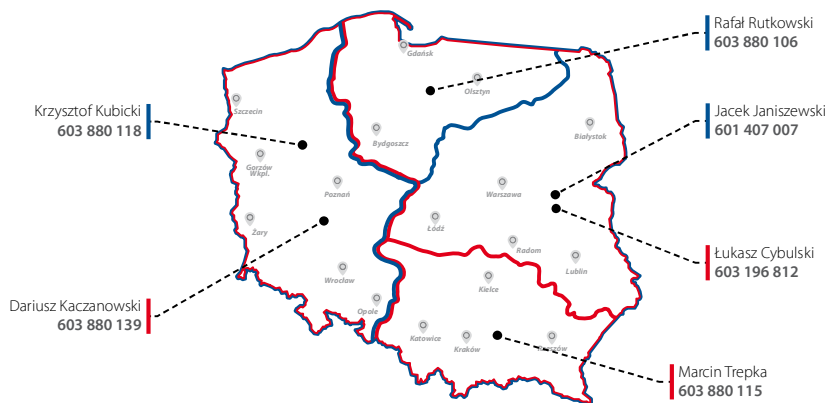 Rafał Rutkowski
603 880 106
Gdańsk
Olsztyn
Krzysztof Kubicki
603 880 118
Szczecin
Jacek Janiszewski
601 407 007
Bydgoszcz
Białystok
Gorzów
Wkpl.
Poznań
Warszawa
Żary
Łódź
Radom
Łukasz Cybulski
603 196 812
Lublin
Wrocław
Kielce
Dariusz Kaczanowski
603 880 139
Opole
Katowice
Kraków
Rzeszów
Marcin Trepka
603 880 115